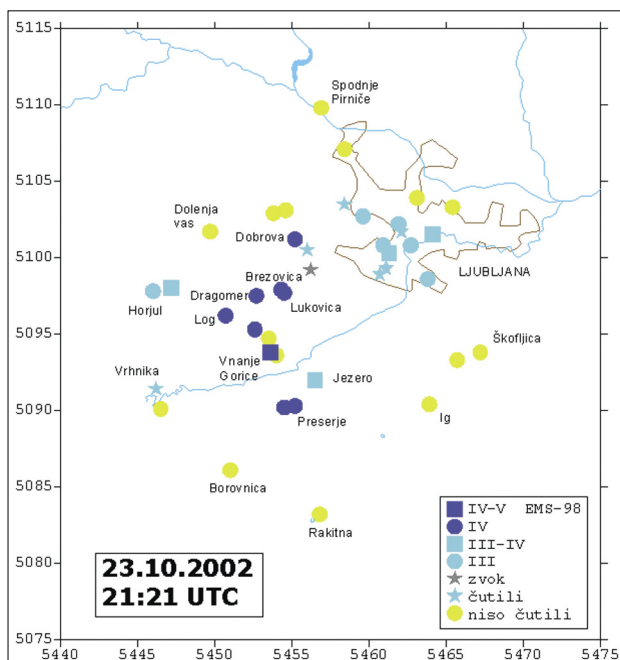 5115
5110
5105
5100
5095
5090
5085
5080
5075
5440
5445
5450
5455
5460
5465
5470
5475
Spodnje
Pirniče
Dolenja
vas
Dobrova
Brezovica
Dragomer
Lukovica
LJUBLJANA
Horjul
Log
Vnanje
Gorice
Škofljica
Vrhnika
Jezero
Preserje
Ig
Borovnica
Rakitna
23.10.2002
21:21 UTC
IV-V EMS-98
IV
III-IV
III
zvok
čutili
niso čutili